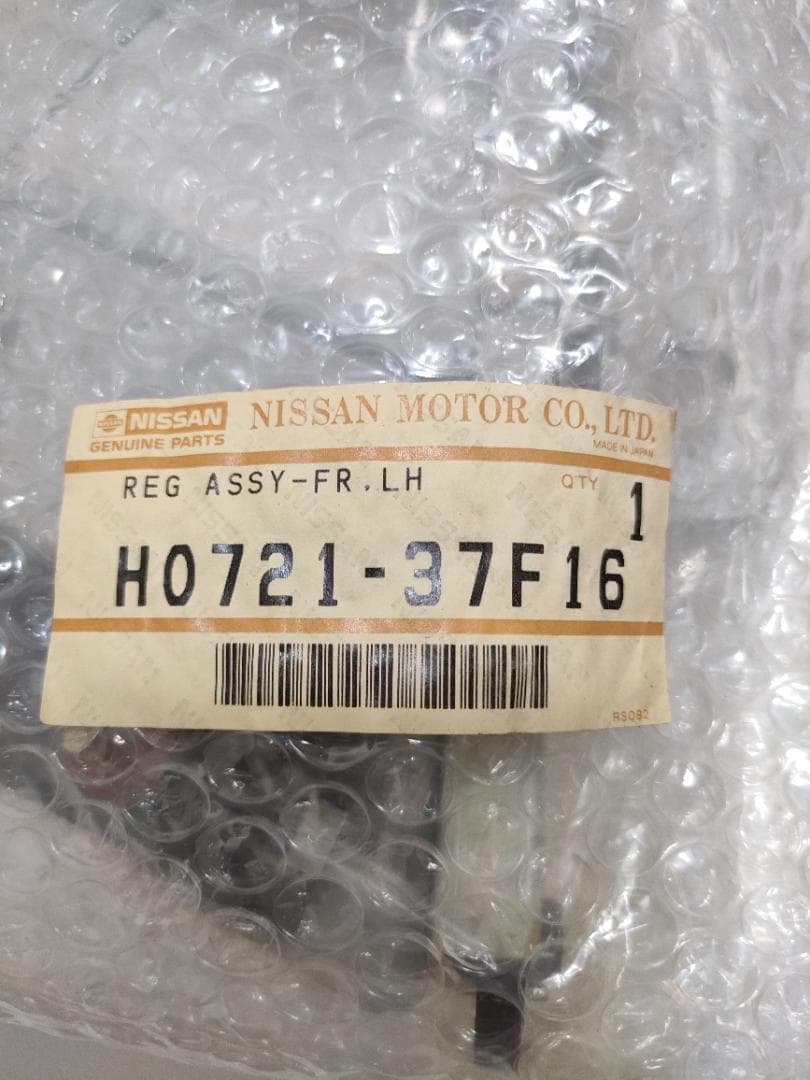 NISSAN NISSAN MOTOR CO., LTD.
GENUINE PARTS MADE IN JAPAN
REG ASSY-FR.LH QTY 1
H0721-37F16
RS082